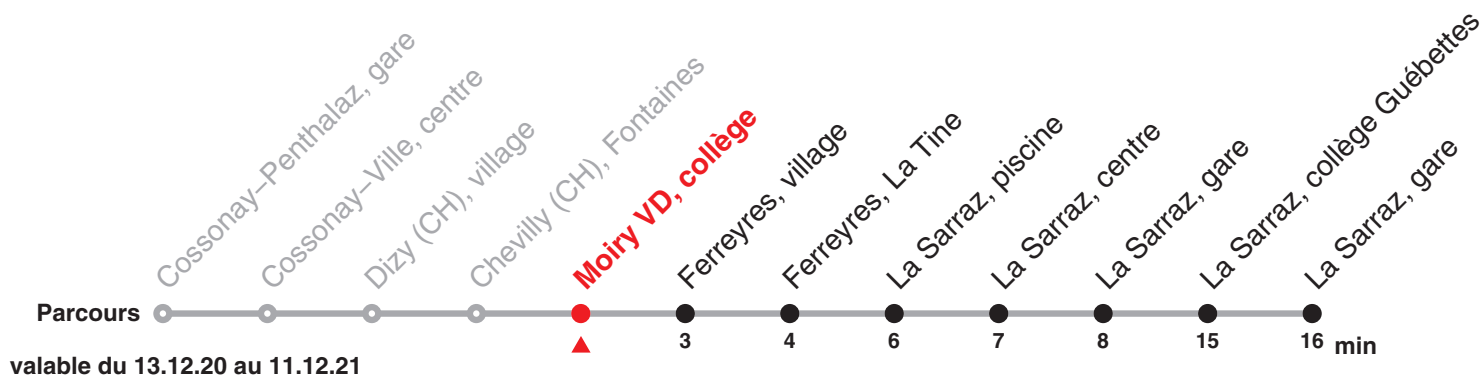 Cossonay–Penthalaz, gare
Cossonay–Ville, centre
Dizy (CH), village
Chevilly (CH), Fontaines
Moiry VD, collège
Ferreyres, village
Ferreyres, La Tine
La Sarraz, piscine
La Sarraz, centre
La Sarraz, gare
La Sarraz, collège Guébettes
La Sarraz, gare
Parcours
3 4 6 7 8 15 16 min
valable du 13.12.20 au 11.12.21